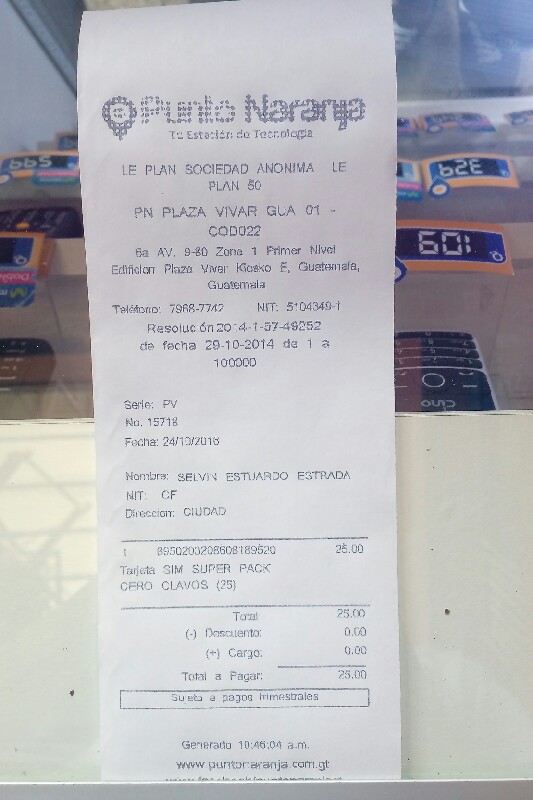 Punto Naranja
Tu Estación de Tecnología
LE PLAN SOCIEDAD ANONIMA LE
PLAN 50
PN PLAZA VIVAR GUA 01 -
COD022
6a AV. 9-80 Zona 1 Primer Nivel
Edificion Plaza Vivar Kiosko E, Guatemala,
Guatemala
Teléfono: 7968-7742 NIT: 5104349-1
Resolución 2014-1-57-49252
de fecha 29-10-2014 de 1 a
100000
Serie: PV
No. 15718
Fecha: 24/10/2016
Nombre: SELVIN ESTUARDO ESTRADA
NIT: CF
Direccion: CIUDAD
1 8950200208608189520 25.00
Tarjeta SIM SUPER PACK
CERO CLAVOS (25)
Total 25.00
(-) Descuento: 0.00
(+) Cargo: 0.00
Total a Pagar: 25.00
Sujeto a pagos trimestrales
Generado 10:46:04 a.m.
www.puntonaranja.com.gt